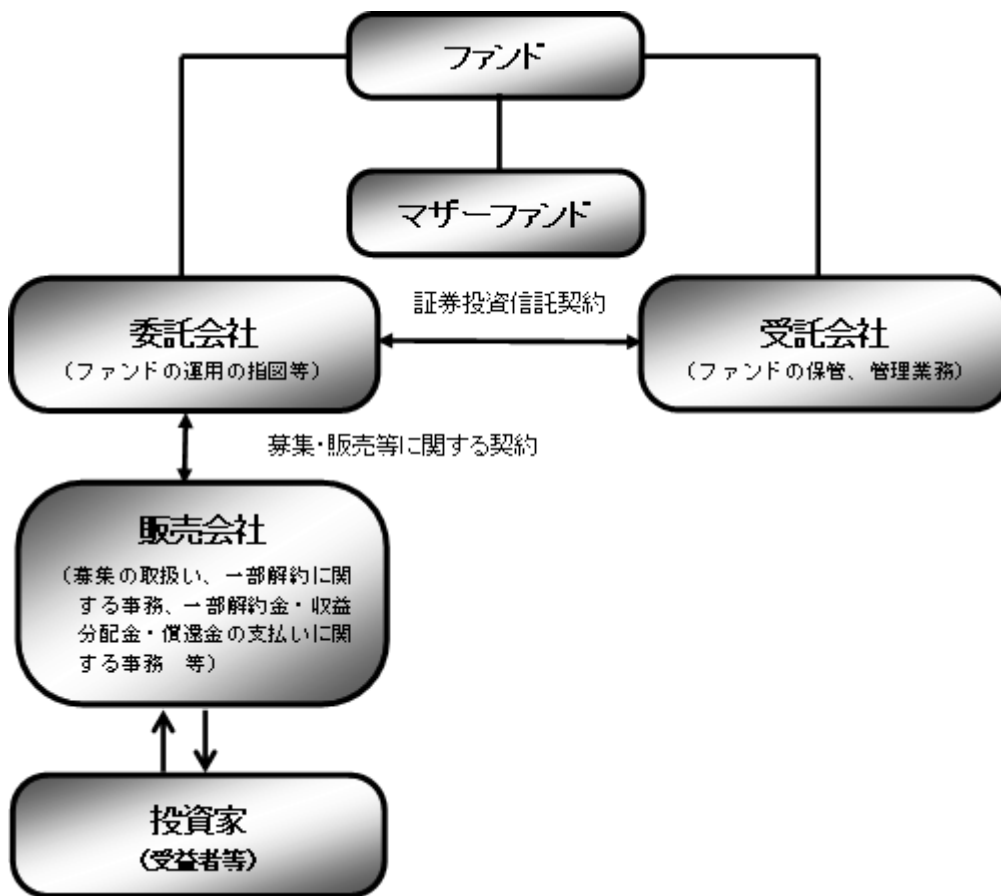 ファンド
マザーファンド
証券投資信託契約
委託会社
(ファンドの運用の指図等)
受託会社
(ファンドの保管、管理業務)
募集・販売等に関する契約
販売会社
(募集の取扱い、一部解約に関
する事務、一部解約金・収益
分配金・償還金の支払いに関
する事務　等)
投資家
(受益者等)